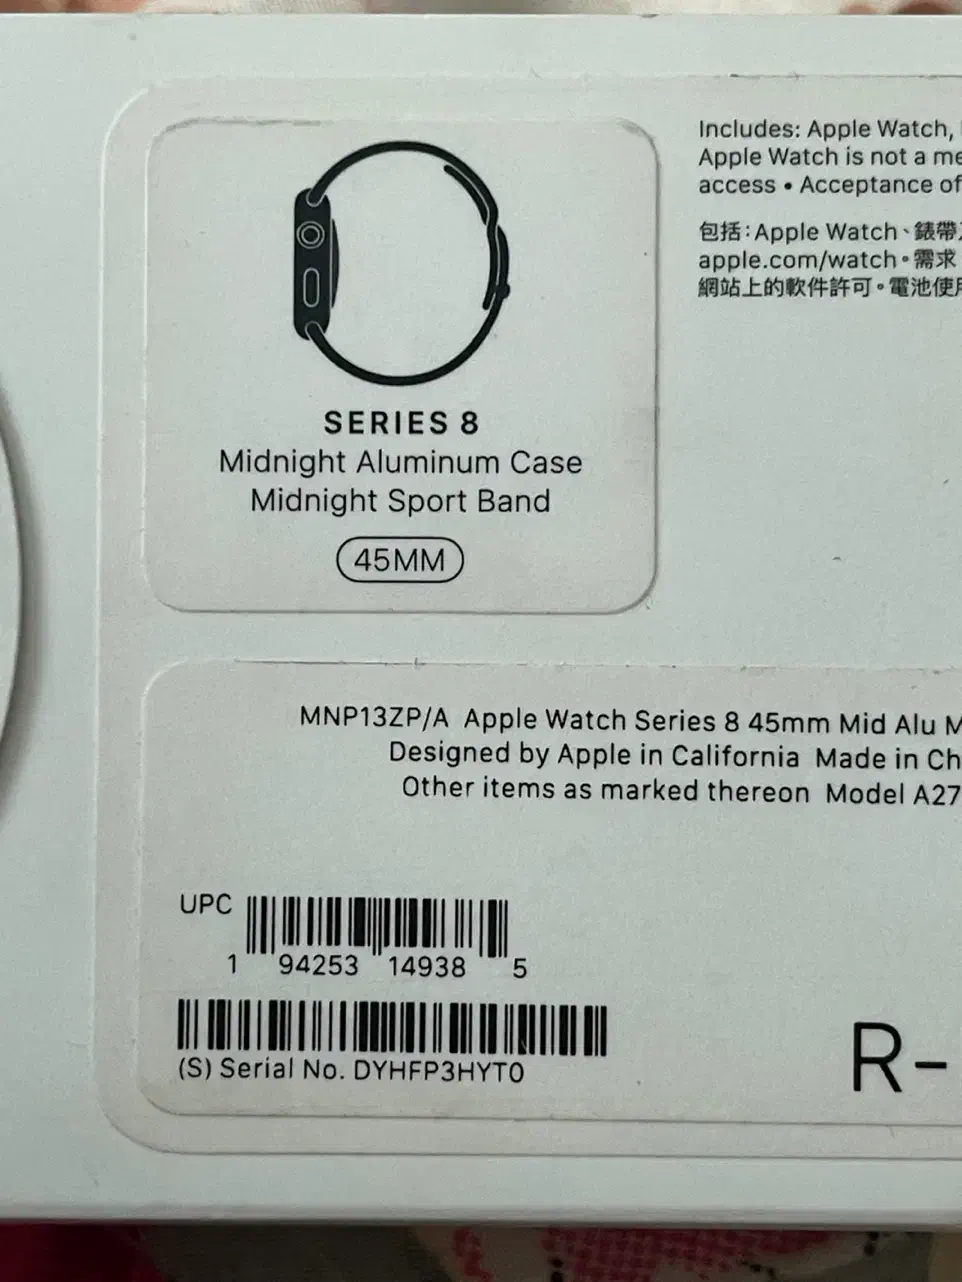 SERIES 8
Midnight Aluminum Case
Midnight Sport Band
45MM
Includes: Apple Watch,
Apple Watch is not a
access • Acceptance of
包括：Apple Watch、錶帶
apple.com/watch。需求
網站上的軟件許可。電池使用
MNP13ZP/A Apple Watch Series 8 45mm Mid Alu
Designed by Apple in California Made in
Other items as marked thereon Model A27
UPC
1 94253 14938 5
(S) Serial No. DYHFP3HYT0
R-